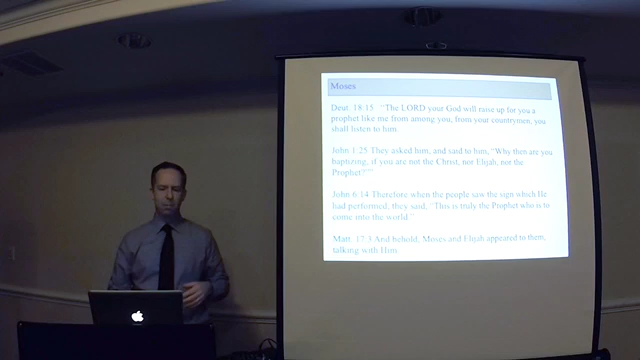 Moses
Deut. 18:15 "The LORD your God will raise up for you a
prophet like me from among you, from your countrymen, you
shall listen to him.
John 1:25 They asked him, and said to him, "Why then are you
baptizing, if you are not the Christ, nor Elijah, nor the
Prophet?"
John 6:14 Therefore when the people saw the sign which He
had performed, they said, "This is truly the Prophet who is to
come into the world."
Matt. 17:3 And behold, Moses and Elijah appeared to them,
talking with Him.